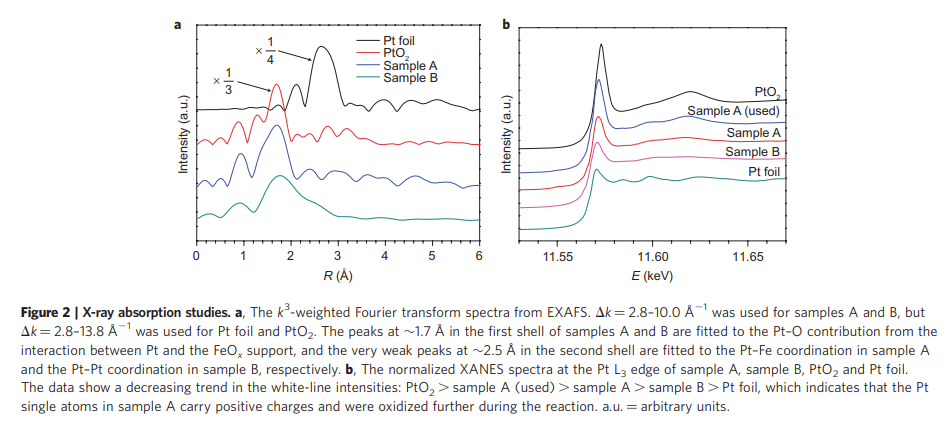 a
b
Pt foil
PtO₂
Sample A
Sample B
× 1/4
× 1/3
Intensity (a.u.)
0 1 2 3 4 5 6
R (Å)
Intensity (a.u.)
PtO₂
Sample A (used)
Sample A
Sample B
Pt foil
11.55 11.60 11.65
E (keV)
Figure 2 | X-ray absorption studies. a, The k³-weighted Fourier transform spectra from EXAFS. Δk = 2.8–10.0 Å⁻¹ was used for samples A and B, but
Δk = 2.8–13.8 Å⁻¹ was used for Pt foil and PtO₂. The peaks at ~1.7 Å in the first shell of samples A and B are fitted to the Pt–O contribution from the
interaction between Pt and the FeOₓ support, and the very weak peaks at ~2.5 Å in the second shell are fitted to the Pt–Fe coordination in sample A
and the Pt–Pt coordination in sample B, respectively. b, The normalized XANES spectra at the Pt L₃ edge of sample A, sample B, PtO₂ and Pt foil.
The data show a decreasing trend in the white-line intensities: PtO₂ > sample A (used) > sample A > sample B > Pt foil, which indicates that the Pt
single atoms in sample A carry positive charges and were oxidized further during the reaction. a.u. = arbitrary units.